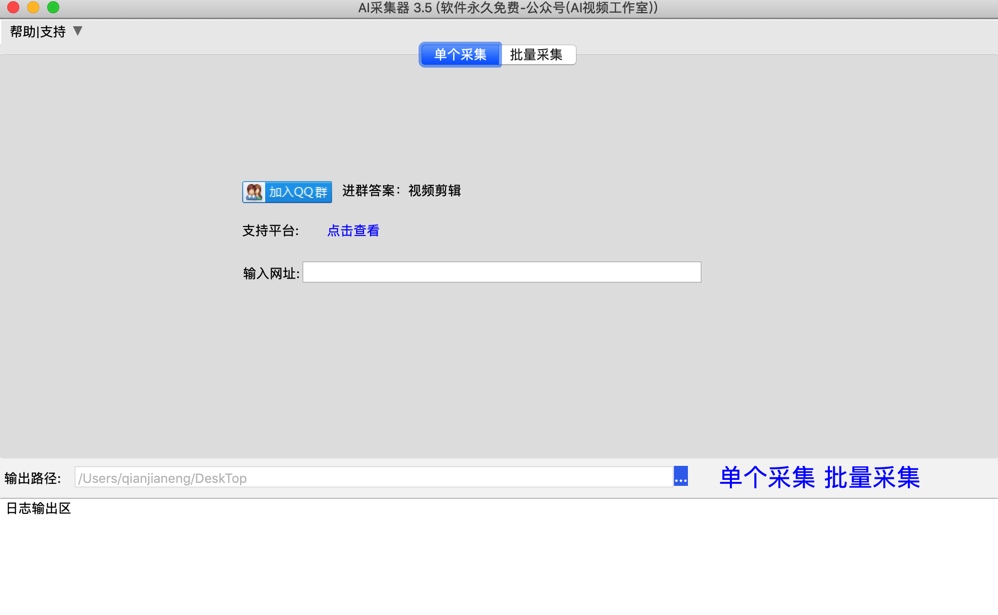 AI采集器 3.5 (软件永久免费-公众号(AI视频工作室))
帮助|支持 ▼
单个采集 批量采集
加入QQ群 进群答案：视频剪辑
支持平台: 点击查看
输入网址:
输出路径: /Users/qianjianeng/DeskTop ... 单个采集 批量采集
日志输出区